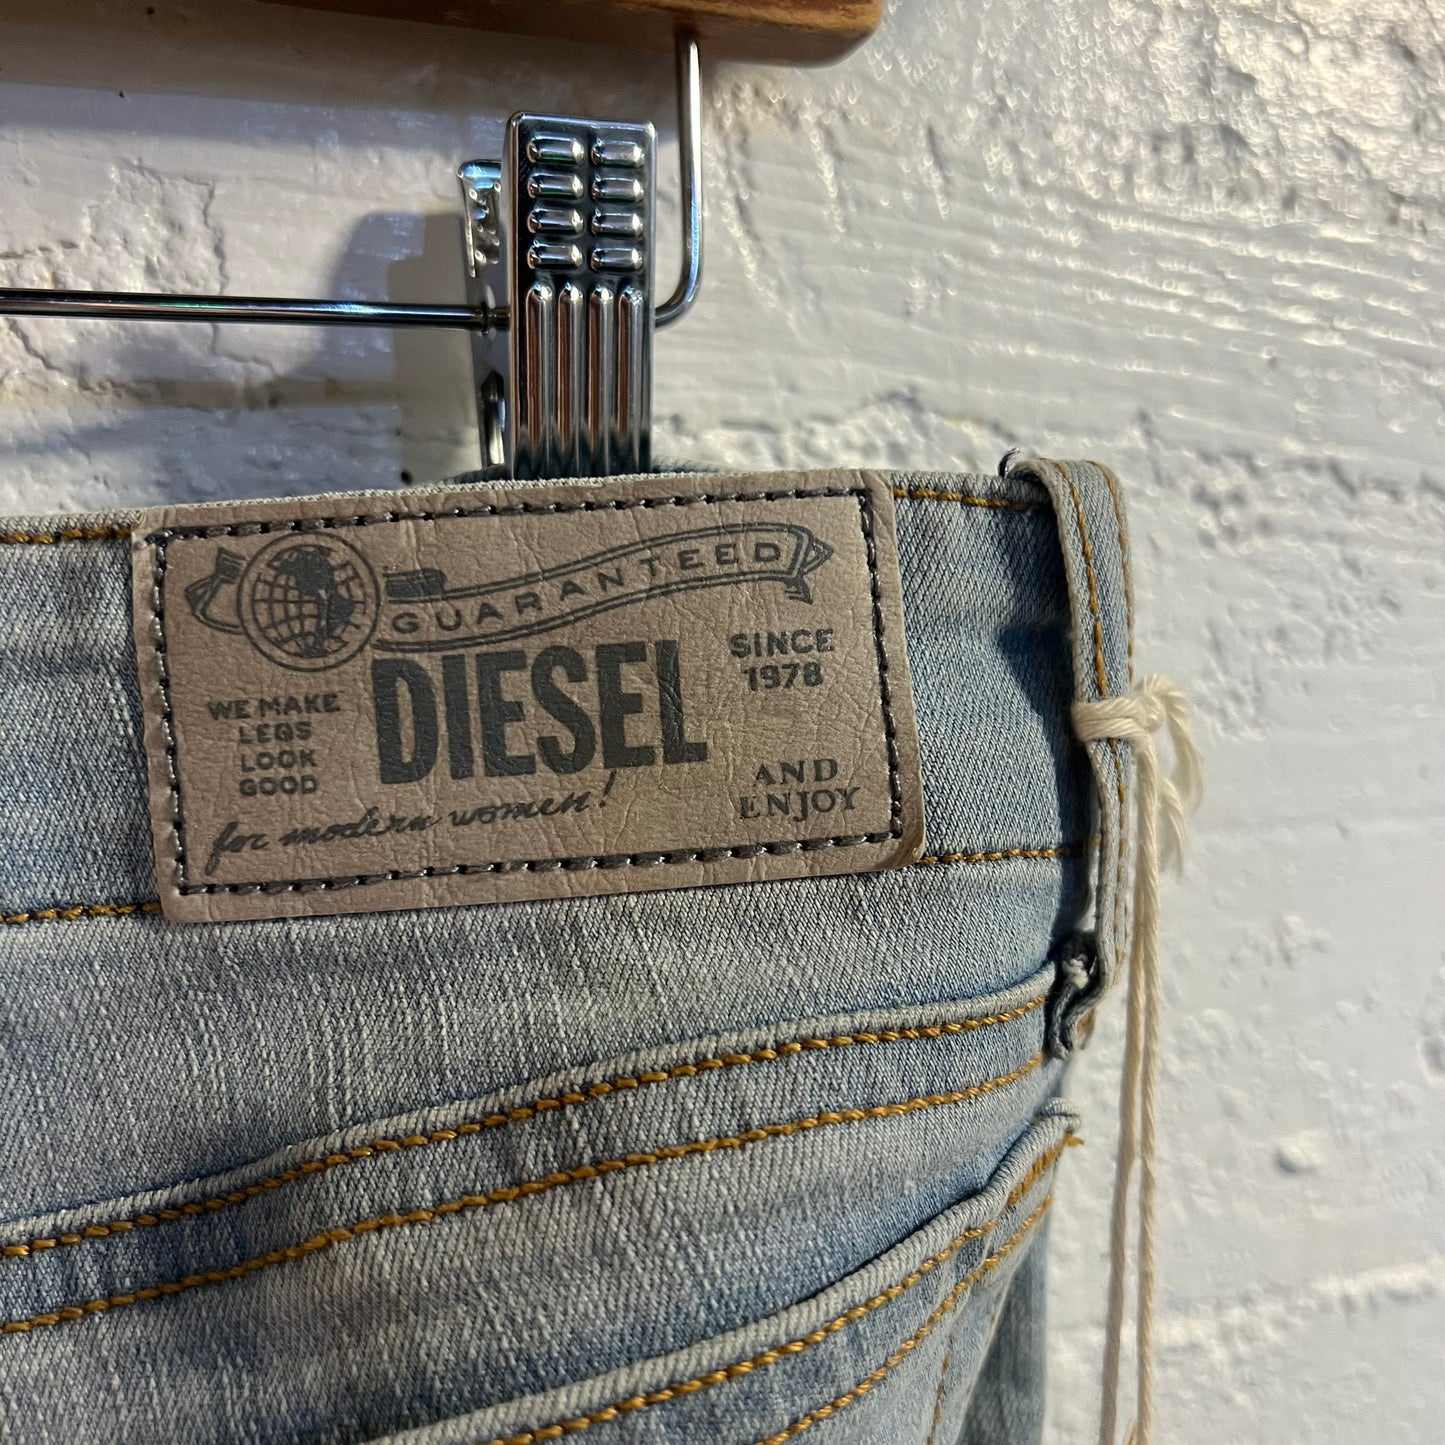 GUARANTEED
DIESEL
SINCE
1978
WE MAKE
LEGS
LOOK
GOOD
for modern women!
AND
ENJOY